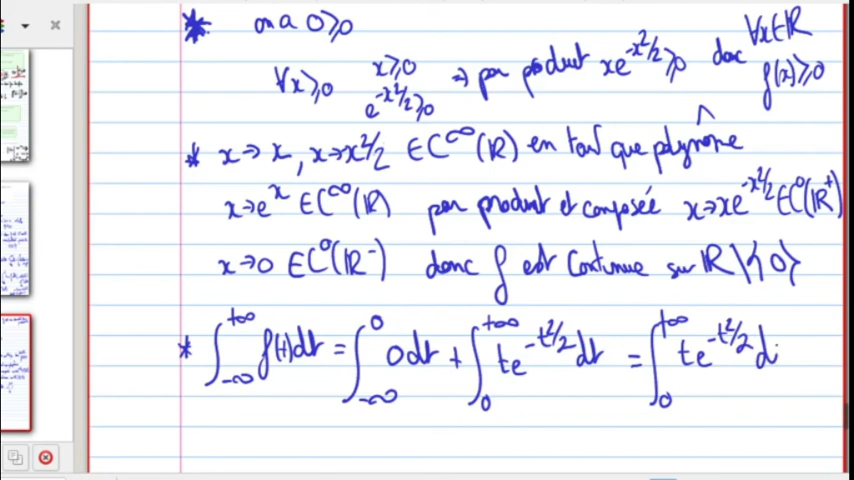 * on a 0 ≥ 0
∀x ≥ 0  x ≥ 0  e^{-x²/2} ≥ 0  ⇒ par produit xe^{-x²/2} ≥ 0  donc ∀x ∈ ℝ  f(x) ≥ 0
* x → x, x → x²/2 ∈ C^∞(ℝ) en tant que polynôme
x → e^x ∈ C^∞(ℝ)  par produit et composée  x → xe^{-x²/2} ∈ C⁰(ℝ⁺)
x → 0 ∈ C⁰(ℝ⁻)  donc f est continue sur ℝ\{0}
* ∫_{-∞}^{+∞} f(t)dt = ∫_{-∞}^{0} 0dt + ∫_{0}^{+∞} te^{-t²/2} dt = ∫_{0}^{+∞} te^{-t²/2} d